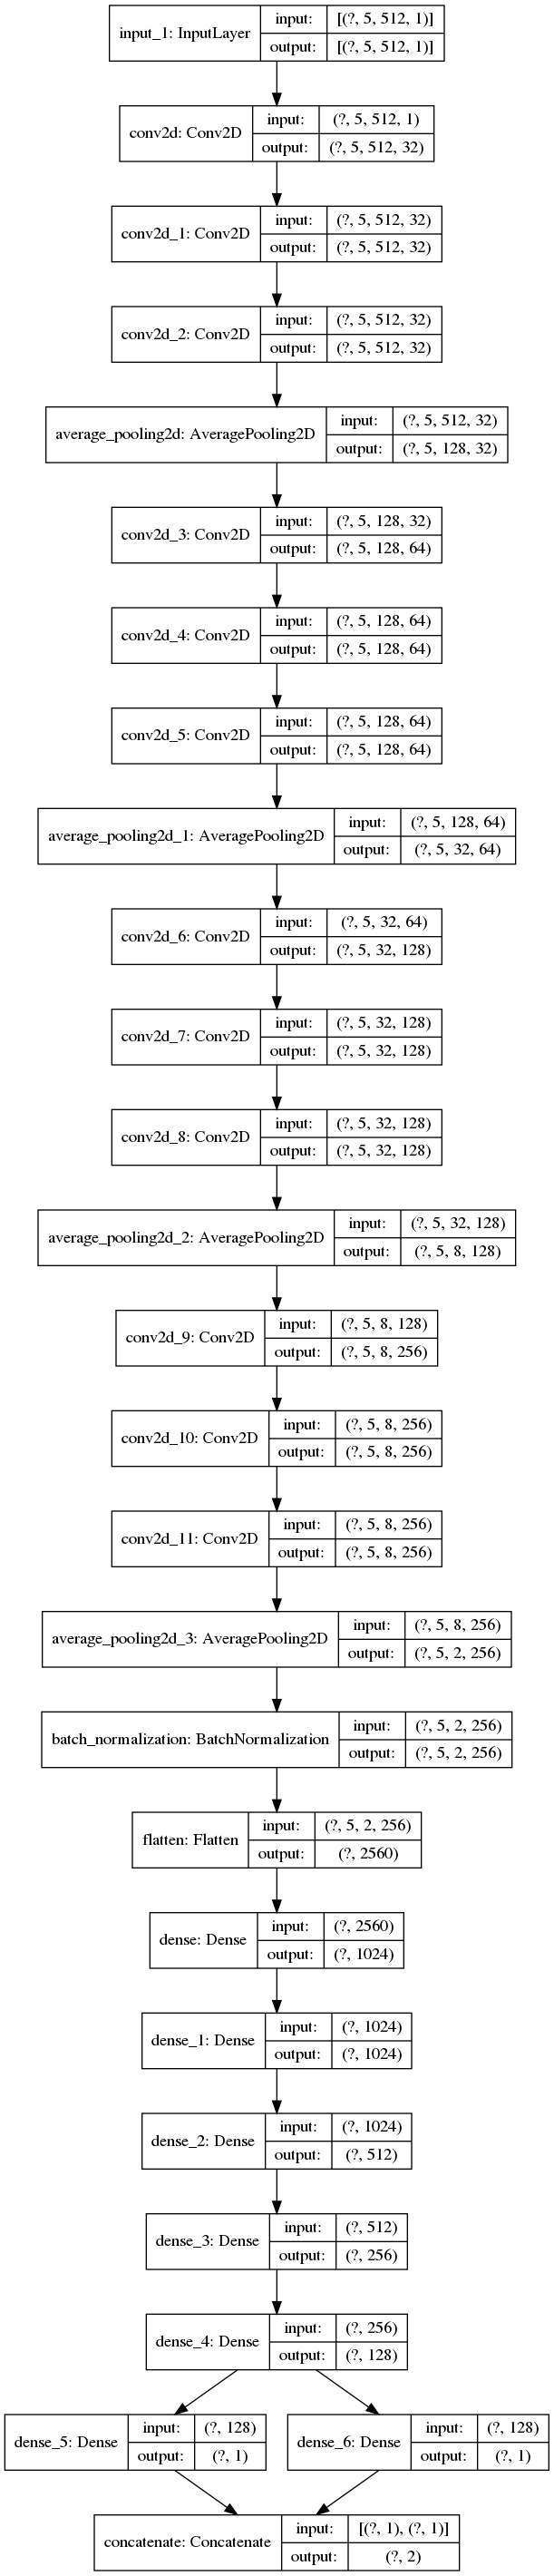 input_1: InputLayer
input: [(?, 5, 512, 1)]
output: [(?, 5, 512, 1)]
conv2d: Conv2D
input: (?, 5, 512, 1)
output: (?, 5, 512, 32)
conv2d_1: Conv2D
input: (?, 5, 512, 32)
output: (?, 5, 512, 32)
conv2d_2: Conv2D
input: (?, 5, 512, 32)
output: (?, 5, 512, 32)
average_pooling2d: AveragePooling2D
input: (?, 5, 512, 32)
output: (?, 5, 128, 32)
conv2d_3: Conv2D
input: (?, 5, 128, 32)
output: (?, 5, 128, 64)
conv2d_4: Conv2D
input: (?, 5, 128, 64)
output: (?, 5, 128, 64)
conv2d_5: Conv2D
input: (?, 5, 128, 64)
output: (?, 5, 128, 64)
average_pooling2d_1: AveragePooling2D
input: (?, 5, 128, 64)
output: (?, 5, 32, 64)
conv2d_6: Conv2D
input: (?, 5, 32, 64)
output: (?, 5, 32, 128)
conv2d_7: Conv2D
input: (?, 5, 32, 128)
output: (?, 5, 32, 128)
conv2d_8: Conv2D
input: (?, 5, 32, 128)
output: (?, 5, 32, 128)
average_pooling2d_2: AveragePooling2D
input: (?, 5, 32, 128)
output: (?, 5, 8, 128)
conv2d_9: Conv2D
input: (?, 5, 8, 128)
output: (?, 5, 8, 256)
conv2d_10: Conv2D
input: (?, 5, 8, 256)
output: (?, 5, 8, 256)
conv2d_11: Conv2D
input: (?, 5, 8, 256)
output: (?, 5, 8, 256)
average_pooling2d_3: AveragePooling2D
input: (?, 5, 8, 256)
output: (?, 5, 2, 256)
batch_normalization: BatchNormalization
input: (?, 5, 2, 256)
output: (?, 5, 2, 256)
flatten: Flatten
input: (?, 5, 2, 256)
output: (?, 2560)
dense: Dense
input: (?, 2560)
output: (?, 1024)
dense_1: Dense
input: (?, 1024)
output: (?, 1024)
dense_2: Dense
input: (?, 1024)
output: (?, 512)
dense_3: Dense
input: (?, 512)
output: (?, 256)
dense_4: Dense
input: (?, 256)
output: (?, 128)
dense_5: Dense
input: (?, 128)
output: (?, 1)
dense_6: Dense
input: (?, 128)
output: (?, 1)
concatenate: Concatenate
input: [(?, 1), (?, 1)]
output: (?, 2)